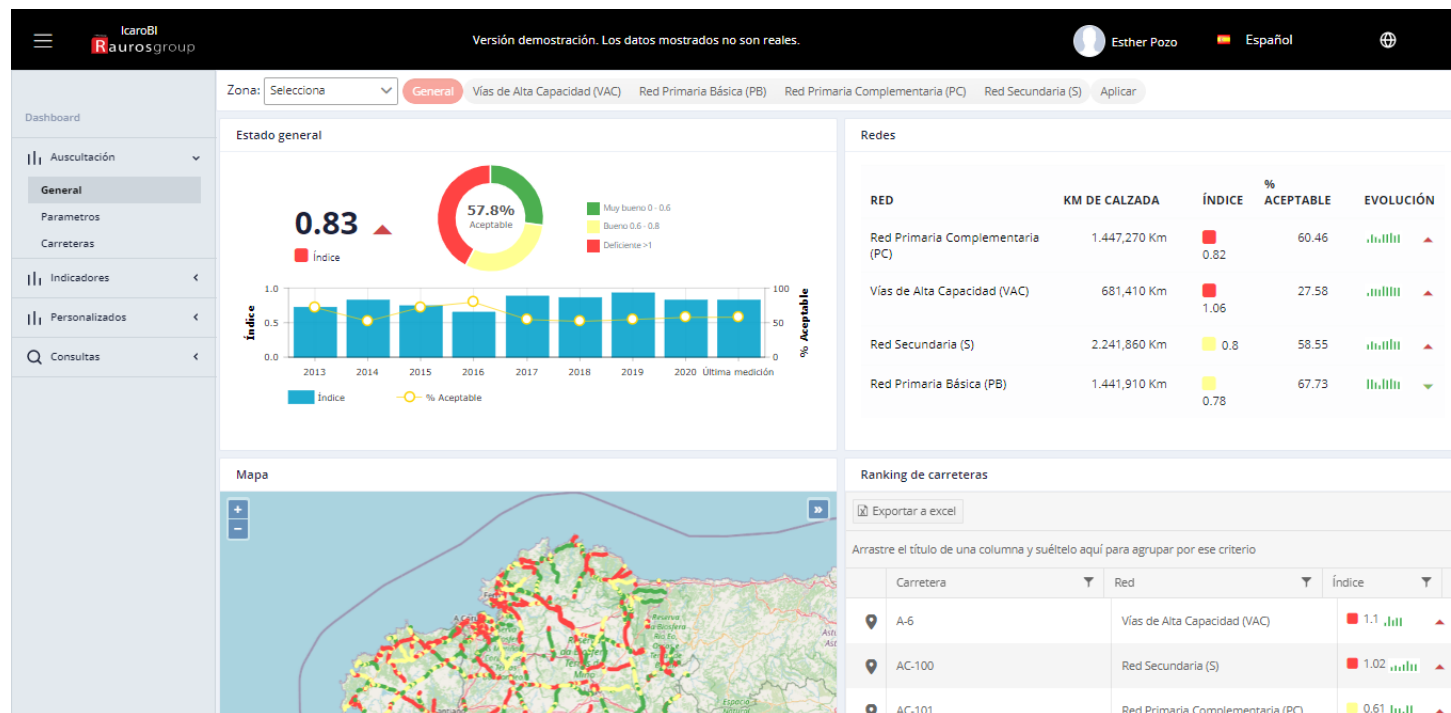 IcaroBI
Raurosgroup
Versión demostración. Los datos mostrados no son reales.
Esther Pozo
Español
Dashboard
Auscultación
General
Parametros
Carreteras
Indicadores
Personalizados
Consultas
Zona: Selecciona General Vías de Alta Capacidad (VAC) Red Primaria Básica (PB) Red Primaria Complementaria (PC) Red Secundaria (S) Aplicar
Estado general
0.83
Índice
57.8%
Aceptable
Muy bueno 0 - 0.6
Bueno 0.6 - 0.8
Deficiente >1
Índice
1.0
0.5
0.0
100
50
0
% Aceptable
2013 2014 2015 2016 2017 2018 2019 2020 Última medición
Índice % Aceptable
Redes
RED KM DE CALZADA ÍNDICE % ACEPTABLE EVOLUCIÓN
Red Primaria Complementaria (PC) 1.447,270 Km 0.82 60.46
Vías de Alta Capacidad (VAC) 681,410 Km 1.06 27.58
Red Secundaria (S) 2.241,860 Km 0.8 58.55
Red Primaria Básica (PB) 1.441,910 Km 0.78 67.73
Mapa
+
−
»
Ranking de carreteras
Exportar a excel
Arrastre el título de una columna y suéltelo aquí para agrupar por ese criterio
Carretera Red Índice
A-6 Vías de Alta Capacidad (VAC) 1.1
AC-100 Red Secundaria (S) 1.02
AC-101 Red Primaria Complementaria (PC) 0.61